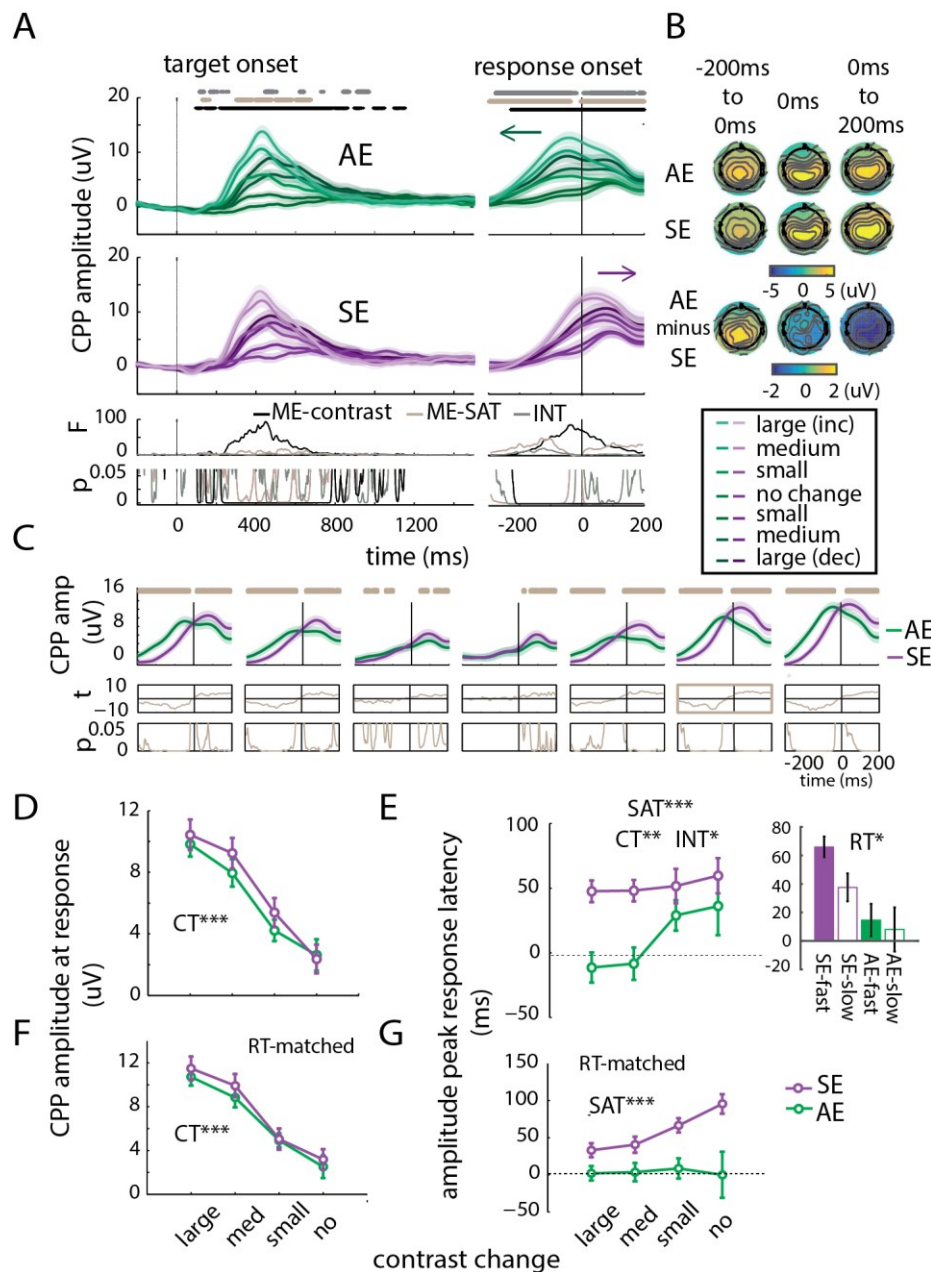 A
B
target onset
response onset
-200ms
to
0ms
0ms
0ms
to
200ms
20
10
0
CPP amplitude (uV)
AE
AE
SE
-5 0 5 (uV)
20
10
0
SE
AE
minus
SE
-2 0 2 (uV)
ME-contrast ME-SAT INT
F
100
0
p
0.05
0
0 400 800 1200
-200 0 200
time (ms)
large (inc)
medium
small
no change
small
medium
large (dec)
C
CPP amp
(uV)
16
8
0
AE
SE
t
10
-10
p
0.05
0
-200 0 200
time (ms)
D
12
8
4
0
CT***
CPP amplitude at response
(uV)
E
SAT***
CT** INT*
100
50
0
-50
amplitude peak response latency
(ms)
RT*
80
60
40
20
0
-20
SE-fast
SE-slow
AE-fast
AE-slow
F
RT-matched
12
8
4
0
CT***
large
med
small
no
G
RT-matched
SAT***
150
100
50
0
-50
SE
AE
large
med
small
no
contrast change